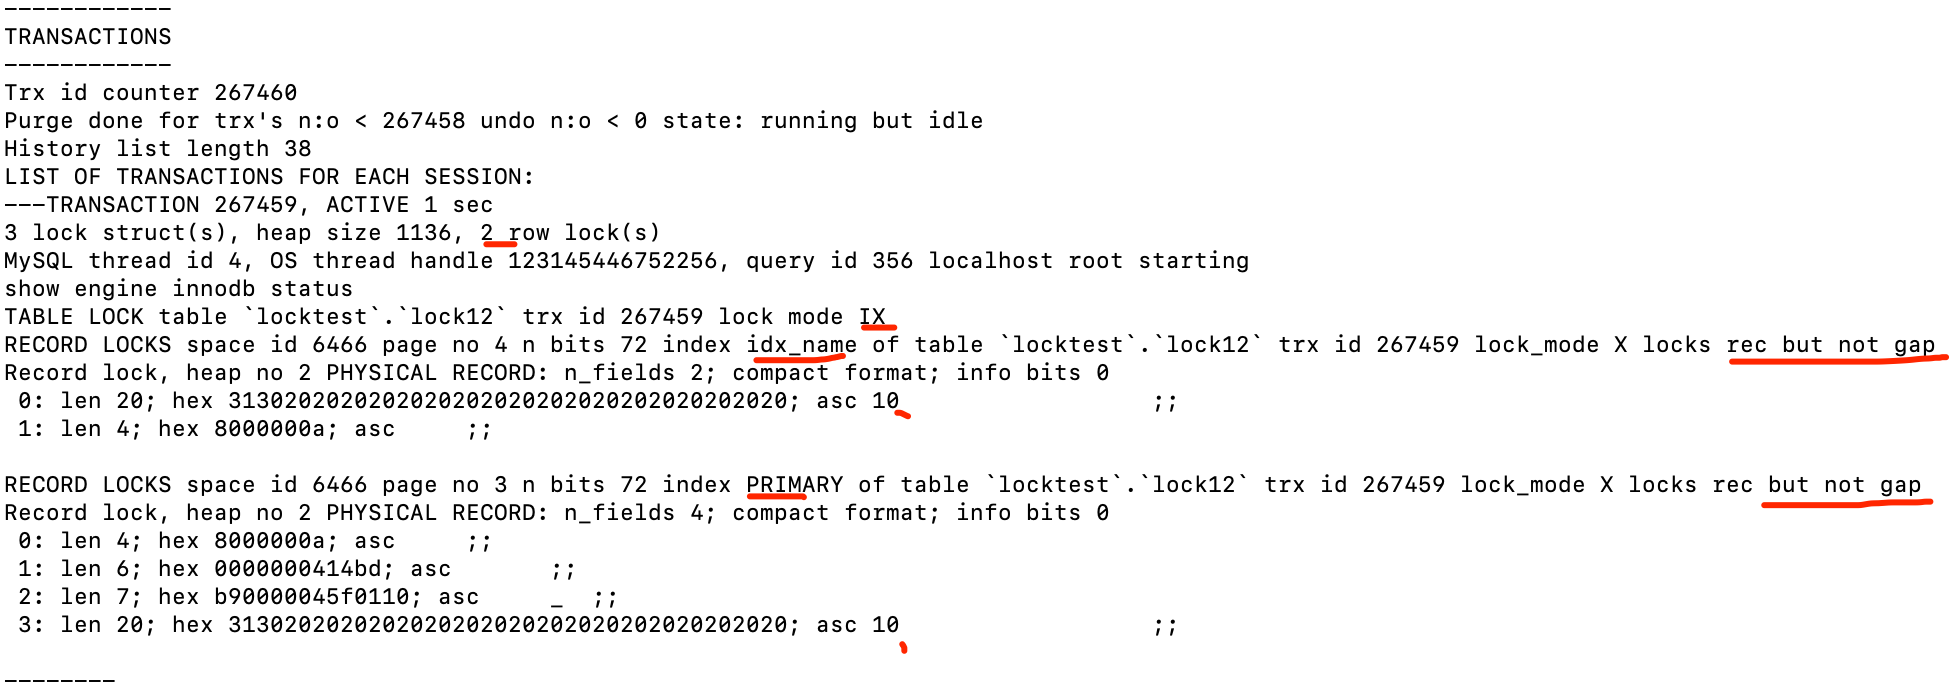 ------------
TRANSACTIONS
------------
Trx id counter 267460
Purge done for trx's n:o < 267458 undo n:o < 0 state: running but idle
History list length 38
LIST OF TRANSACTIONS FOR EACH SESSION:
---TRANSACTION 267459, ACTIVE 1 sec
3 lock struct(s), heap size 1136, 2 row lock(s)
MySQL thread id 4, OS thread handle 123145446752256, query id 356 localhost root starting
show engine innodb status
TABLE LOCK table `locktest`.`lock12` trx id 267459 lock mode IX
RECORD LOCKS space id 6466 page no 4 n bits 72 index idx_name of table `locktest`.`lock12` trx id 267459 lock_mode X locks rec but not gap
Record lock, heap no 2 PHYSICAL RECORD: n_fields 2; compact format; info bits 0
 0: len 20; hex 3130202020202020202020202020202020202020; asc 10                  ;;
 1: len 4; hex 8000000a; asc     ;;

RECORD LOCKS space id 6466 page no 3 n bits 72 index PRIMARY of table `locktest`.`lock12` trx id 267459 lock_mode X locks rec but not gap
Record lock, heap no 2 PHYSICAL RECORD: n_fields 4; compact format; info bits 0
 0: len 4; hex 8000000a; asc     ;;
 1: len 6; hex 0000000414bd; asc       ;;
 2: len 7; hex b90000045f0110; asc     _  ;;
 3: len 20; hex 3130202020202020202020202020202020202020; asc 10                  ;;

--------